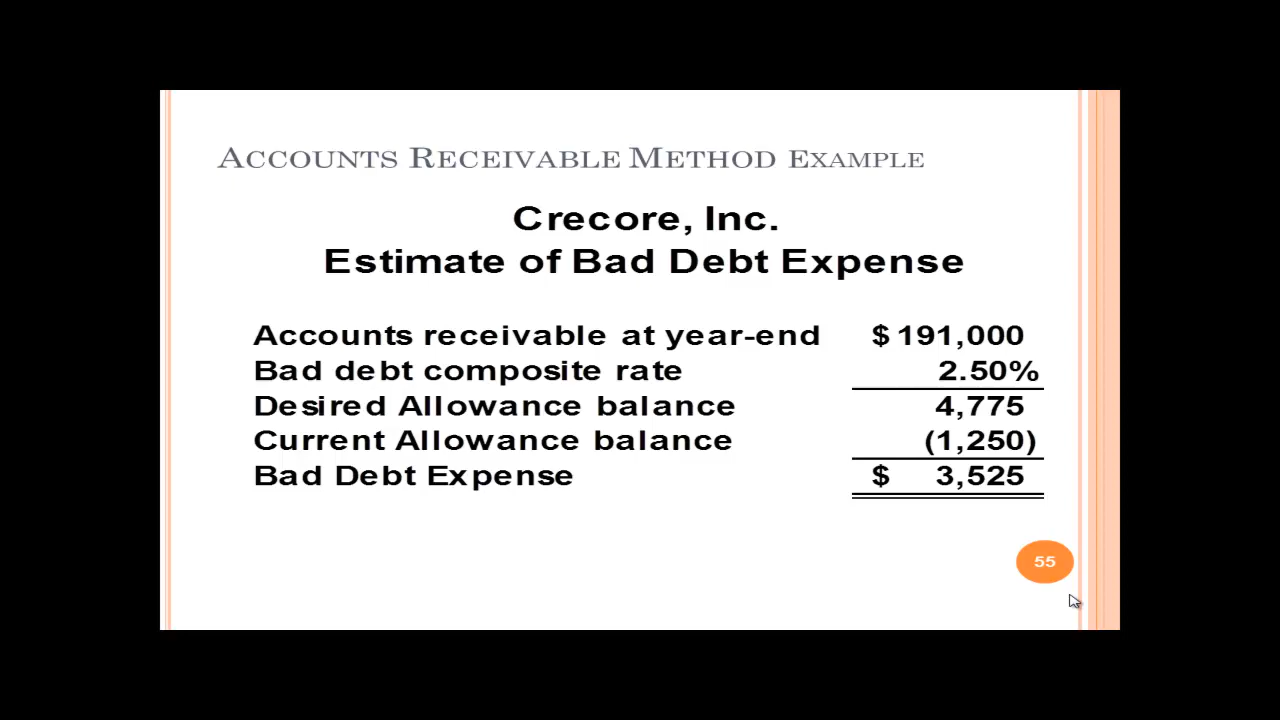 ACCOUNTS RECEIVABLE METHOD EXAMPLE
Crecore, Inc.
Estimate of Bad Debt Expense
Accounts receivable at year-end $ 191,000
Bad debt composite rate 2.50%
Desired Allowance balance 4,775
Current Allowance balance (1,250)
Bad Debt Expense $ 3,525
55